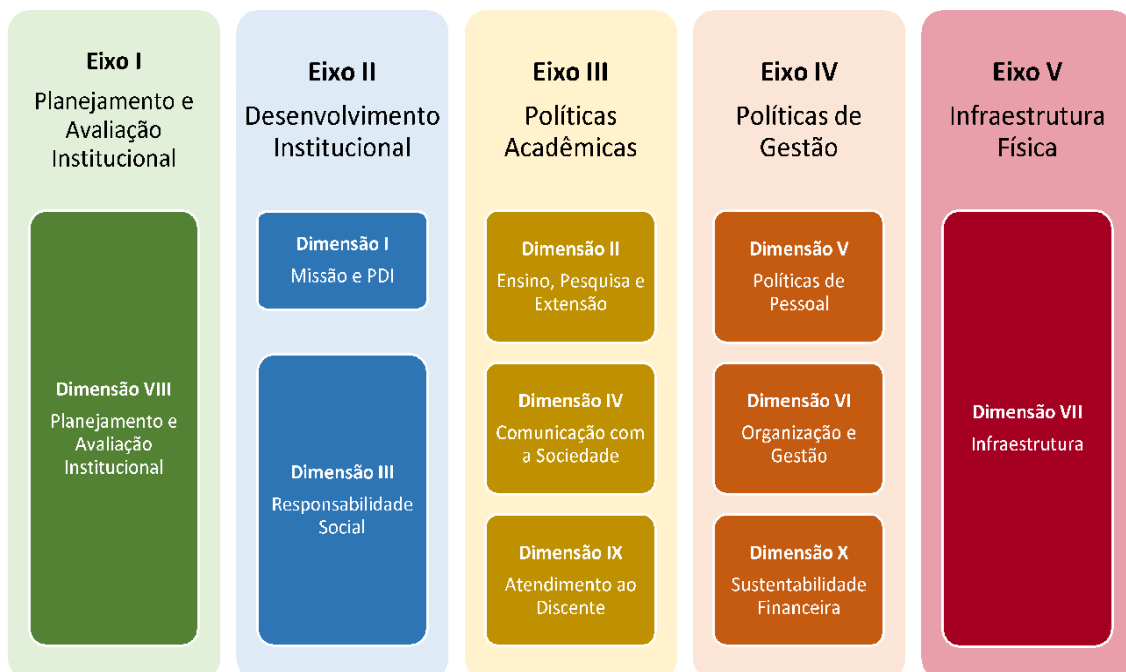 Eixo I
Planejamento e
Avaliação
Institucional
Dimensão VIII
Planejamento e
Avaliação
Institucional
Eixo II
Desenvolvimento
Institucional
Dimensão I
Missão e PDI
Dimensão III
Responsabilidade
Social
Eixo III
Políticas
Acadêmicas
Dimensão II
Ensino, Pesquisa e
Extensão
Dimensão IV
Comunicação com
a Sociedade
Dimensão IX
Atendimento ao
Discente
Eixo IV
Políticas de
Gestão
Dimensão V
Políticas de
Pessoal
Dimensão VI
Organização e
Gestão
Dimensão X
Sustentabilidade
Financeira
Eixo V
Infraestrutura
Física
Dimensão VII
Infraestrutura